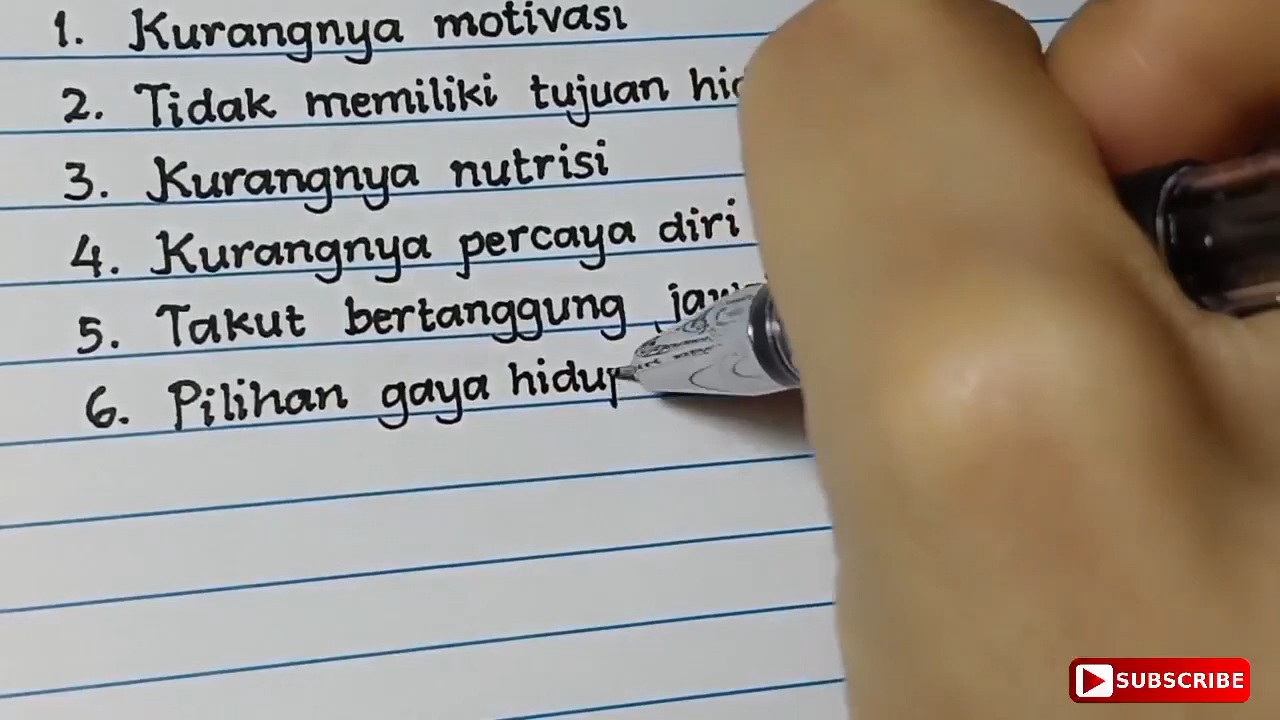 1. Kurangnya motivasi
2. Tidak memiliki tujuan
3. Kurangnya nutrisi
4. Kurangnya percaya diri
5. Takut bertanggung
6. Pilihan gaya hidup
SUBSCRIBE